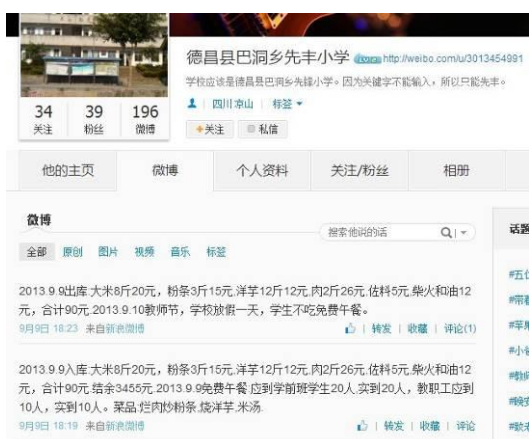 德昌县巴洞乡先丰小学 http://weibo.com/u/3013454991
学校应该是德昌县巴洞乡先鋒小学。因为关键字不能输入，所以只能先丰。
四川 凉山 标签
34 39 196
关注 粉丝 微博
+关注 私信
他的主页 微博 个人资料 关注/粉丝 相册
微博
搜索他说的话
话题
全部 原创 图片 视频 音乐 标签
2013.9.9出库:大米8斤20元，粉条3斤15元.洋芋12斤12元.肉2斤26元.佐料5元.柴火和油12
元，合计90元.2013.9.10教师节，学校放假一天，学生不吃免费午餐。
9月9日 18:23 来自新浪微博
转发 收藏 评论(1)
2013.9.9入库:大米8斤20元，粉条3斤15元.洋芋12斤12元.肉2斤26元.佐料5元.柴火和油12
元，合计90元.结余3455元.2013.9.9免费午餐:应到学前班学生20人.实到20人，教职工应到
10人，实到10人。菜品:烂肉炒粉条.烧洋芋.米汤.
9月9日 18:19 来自新浪微博
转发 收藏 评论